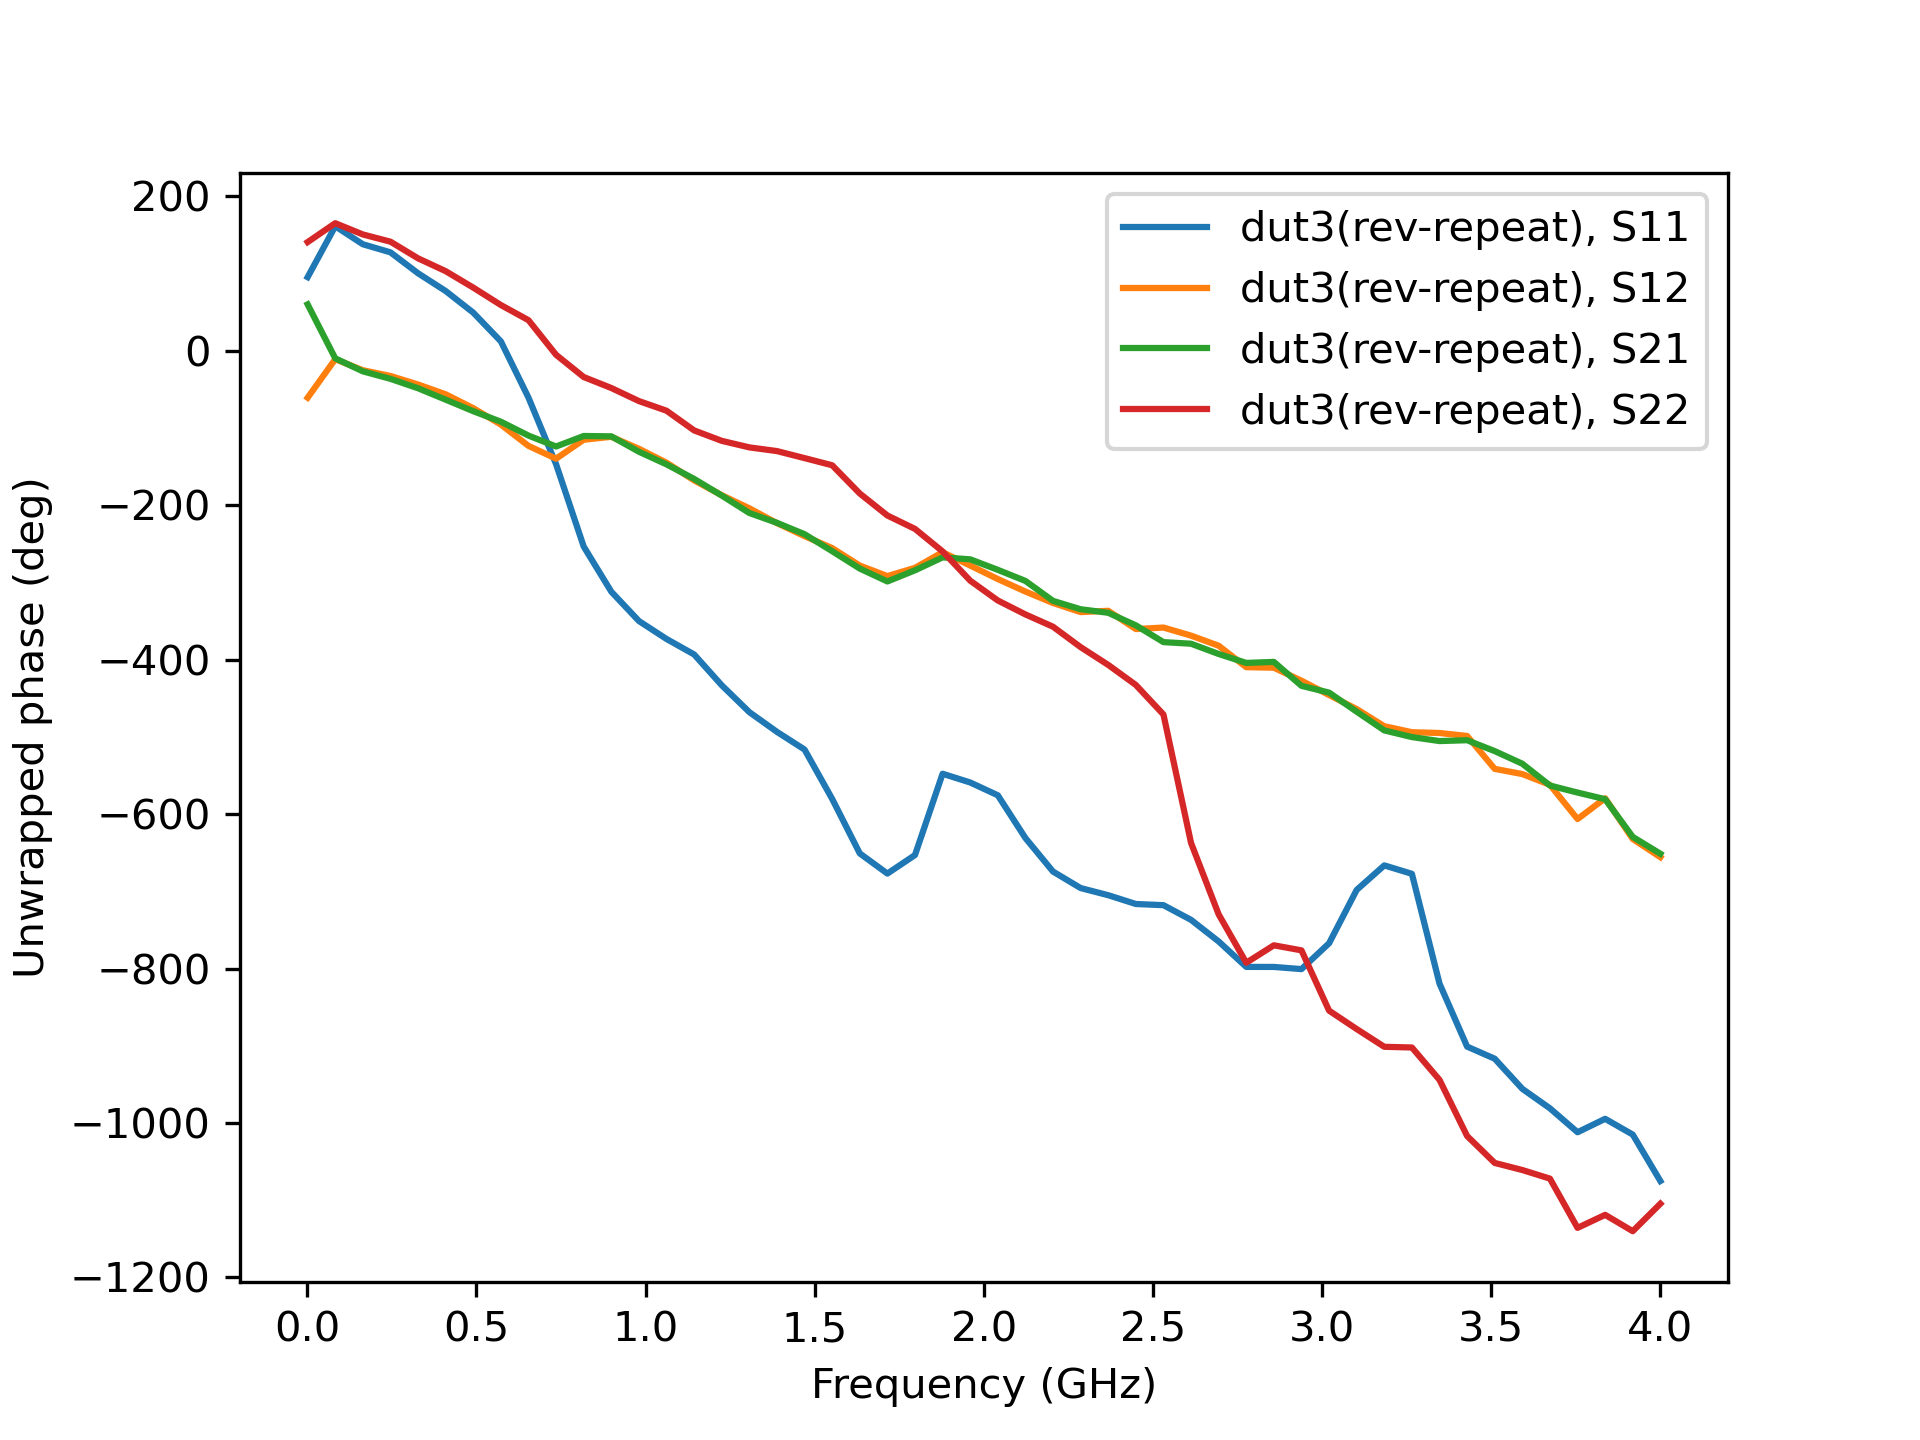 200
0
−200
−400
−600
−800
−1000
−1200
Unwrapped phase (deg)
dut3(rev-repeat), S11
dut3(rev-repeat), S12
dut3(rev-repeat), S21
dut3(rev-repeat), S22
0.0 0.5 1.0 1.5 2.0 2.5 3.0 3.5 4.0
Frequency (GHz)